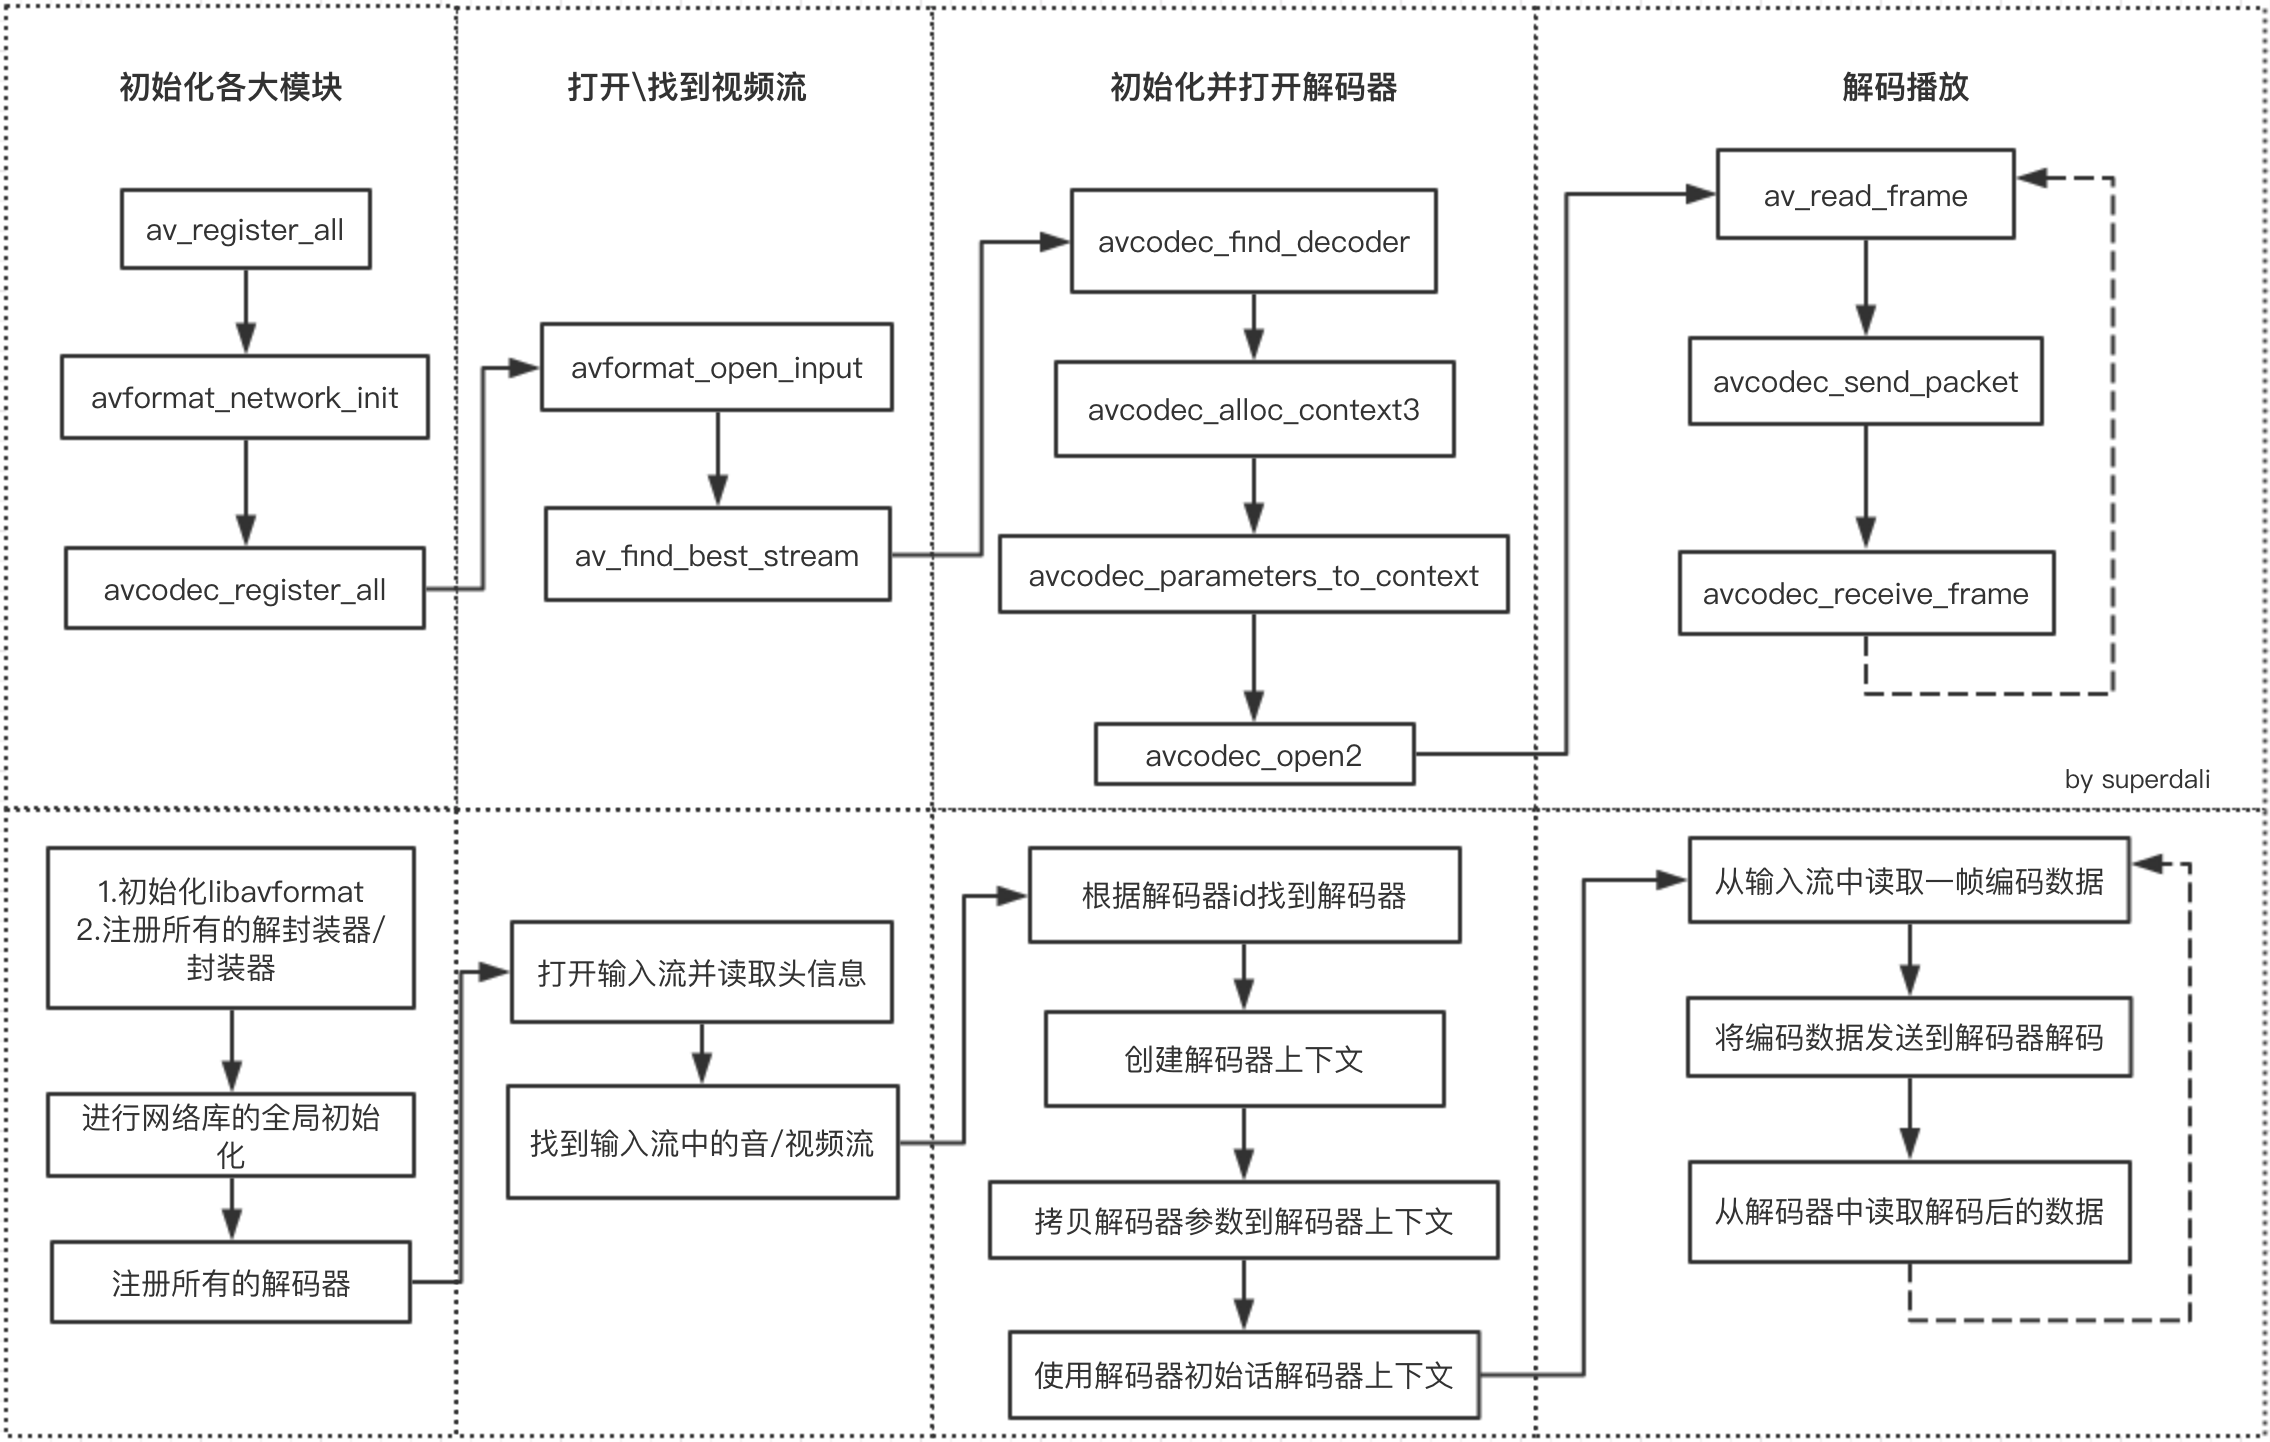 初始化各大模块
打开\找到视频流
初始化并打开解码器
解码播放
av_register_all
avformat_network_init
avcodec_register_all
avformat_open_input
av_find_best_stream
avcodec_find_decoder
avcodec_alloc_context3
avcodec_parameters_to_context
avcodec_open2
av_read_frame
avcodec_send_packet
avcodec_receive_frame
by superdali
1.初始化libavformat
2.注册所有的解封装器/
封装器
进行网络库的全局初始
化
注册所有的解码器
打开输入流并读取头信息
找到输入流中的音/视频流
根据解码器id找到解码器
创建解码器上下文
拷贝解码器参数到解码器上下文
使用解码器初始话解码器上下文
从输入流中读取一帧编码数据
将编码数据发送到解码器解码
从解码器中读取解码后的数据